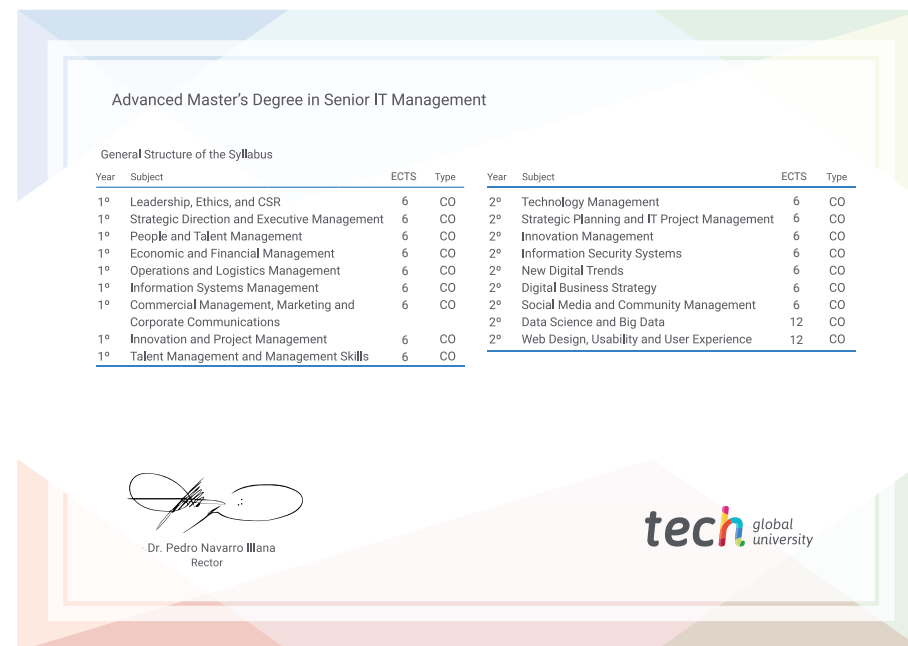 Advanced Master's Degree in Senior IT Management
General Structure of the Syllabus
Year Subject ECTS Type
1º Leadership, Ethics, and CSR 6 CO
1º Strategic Direction and Executive Management 6 CO
1º People and Talent Management 6 CO
1º Economic and Financial Management 6 CO
1º Operations and Logistics Management 6 CO
1º Information Systems Management 6 CO
1º Commercial Management, Marketing and 6 CO
Corporate Communications
1º Innovation and Project Management 6 CO
1º Talent Management and Management Skills 6 CO
Year Subject ECTS Type
2º Technology Management 6 CO
2º Strategic Planning and IT Project Management 6 CO
2º Innovation Management 6 CO
2º Information Security Systems 6 CO
2º New Digital Trends 6 CO
2º Digital Business Strategy 6 CO
2º Social Media and Community Management 6 CO
2º Data Science and Big Data 12 CO
2º Web Design, Usability and User Experience 12 CO
Dr. Pedro Navarro Illana
Rector
tech global
university